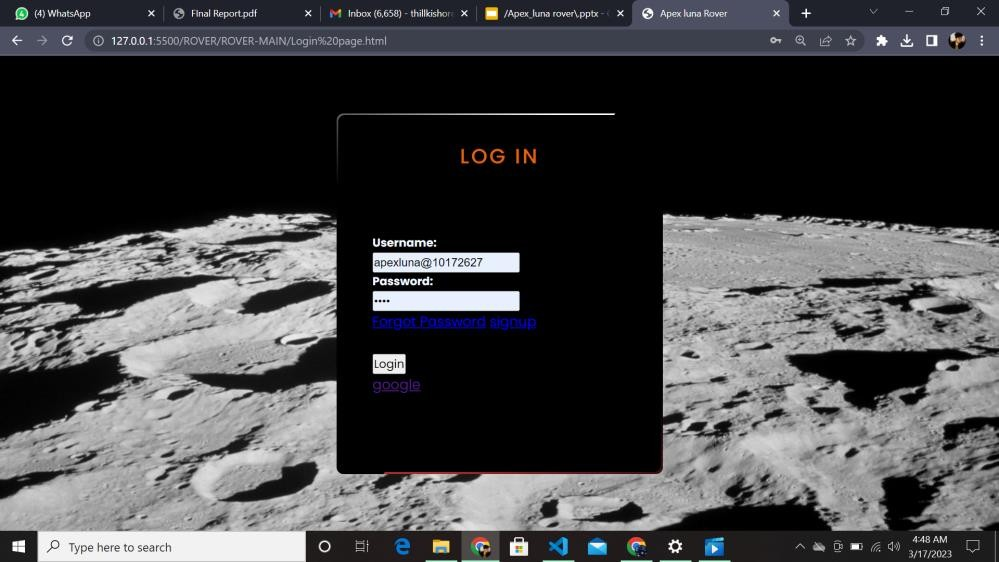 (4) WhatsApp
FInal Report.pdf
Inbox (6,658) - thillkishore
/Apex_luna rover\.pptx -
Apex luna Rover
127.0.0.1:5500/ROVER/ROVER-MAIN/Login%20page.html
LOG IN
Username:
apexluna@10172627
Password:
••••
Forgot Password signup
Login
google
Type here to search
4:48 AM
3/17/2023